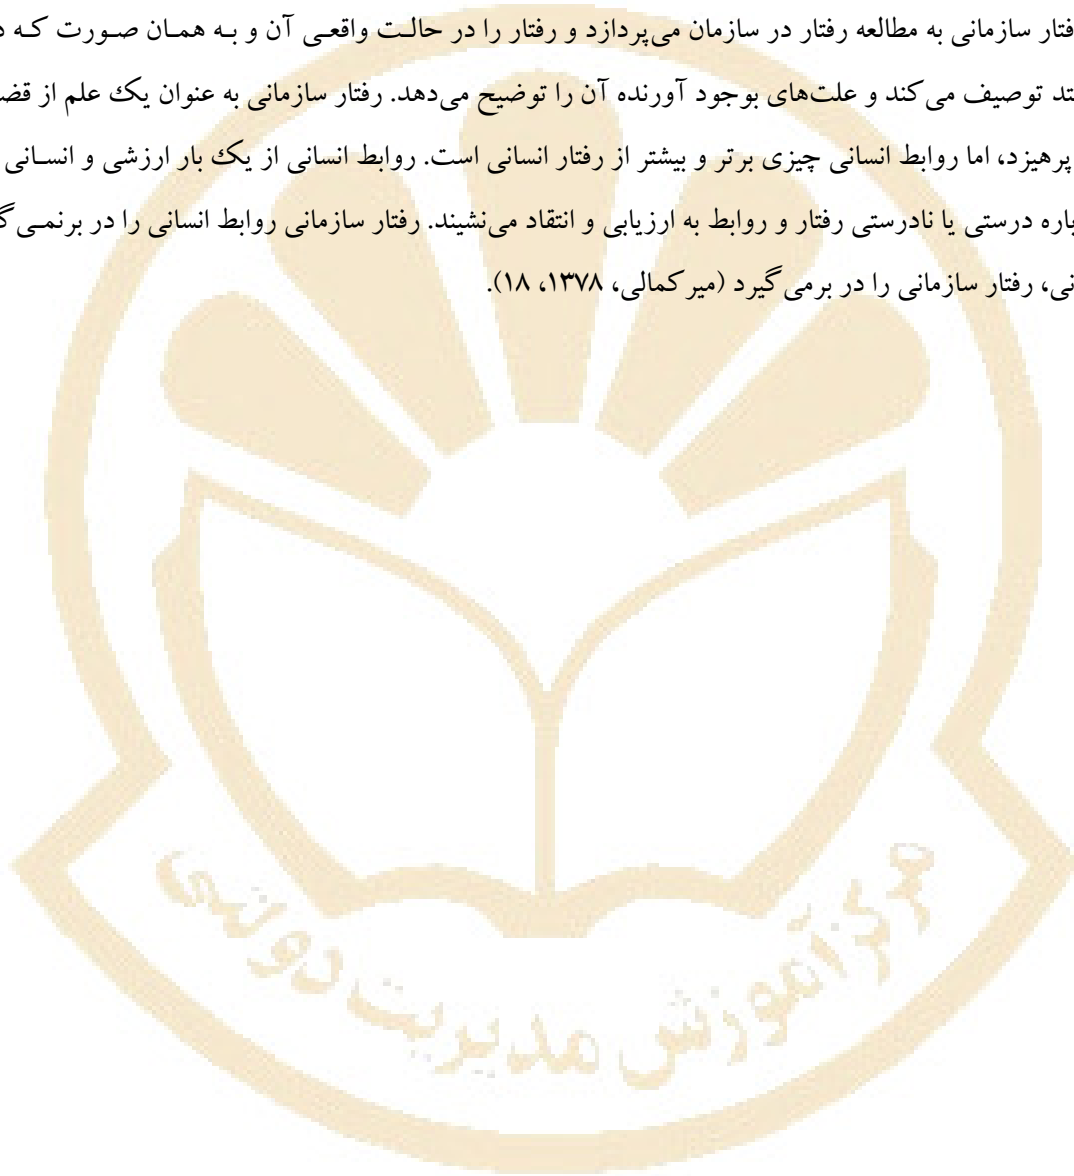 فتار سازمانی به مطالعه رفتار در سازمان می‌پردازد و رفتار را در حالت واقعی آن و به همان صورت که د
تد توصیف می‌کند و علت‌های بوجود آورنده آن را توضیح می‌دهد. رفتار سازمانی به عنوان یک علم از قض
پرهیزد، اما روابط انسانی چیزی برتر و بیشتر از رفتار انسانی است. روابط انسانی از یک بار ارزشی و انسانی
باره درستی یا نادرستی رفتار و روابط به ارزیابی و انتقاد می‌نشیند. رفتار سازمانی روابط انسانی را در برنمی‌گ
نی، رفتار سازمانی را در برمی‌گیرد (میرکمالی، ۱۳۷۸، ۱۸).
مرکز آموزش مدیریت دولتی